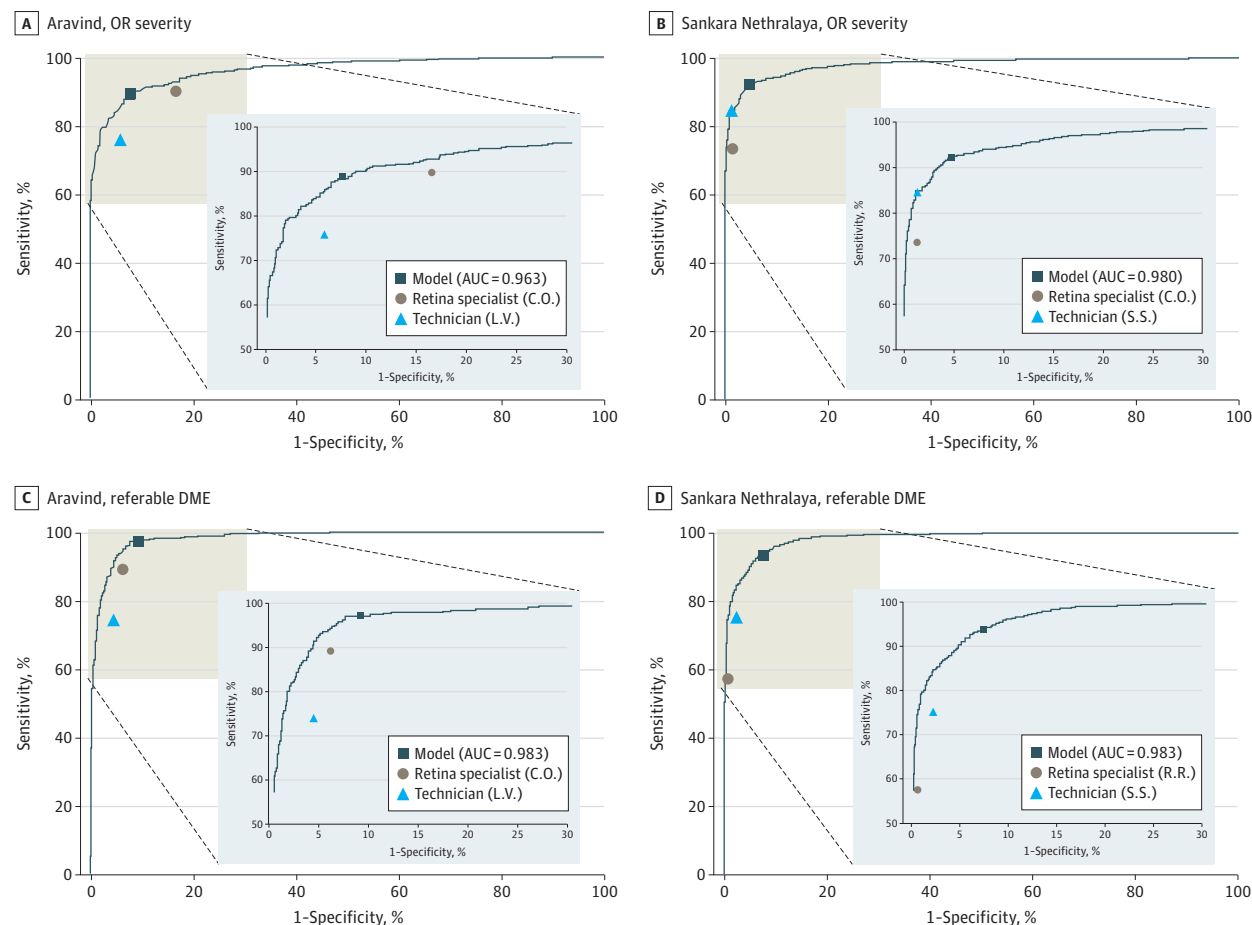 A Aravind, OR severity
100
80
60
40
20
0
Sensitivity, %
0 20 40 60 80 100
1-Specificity, %
100
90
80
70
60
50
Sensitivity, %
0 5 10 15 20 25 30
1-Specificity, %
Model (AUC=0.963)
Retina specialist (C.O.)
Technician (L.V.)
B Sankara Nethralaya, OR severity
100
80
60
40
20
0
Sensitivity, %
0 20 40 60 80 100
1-Specificity, %
100
90
80
70
60
50
Sensitivity, %
0 5 10 15 20 25 30
1-Specificity, %
Model (AUC=0.980)
Retina specialist (C.O.)
Technician (S.S.)
C Aravind, referable DME
100
80
60
40
20
0
Sensitivity, %
0 20 40 60 80 100
1-Specificity, %
100
90
80
70
60
50
Sensitivity, %
0 5 10 15 20 25 30
1-Specificity, %
Model (AUC=0.983)
Retina specialist (C.O.)
Technician (L.V.)
D Sankara Nethralaya, referable DME
100
80
60
40
20
0
Sensitivity, %
0 20 40 60 80 100
1-Specificity, %
100
90
80
70
60
50
Sensitivity, %
0 5 10 15 20 25 30
1-Specificity, %
Model (AUC=0.983)
Retina specialist (R.R.)
Technician (S.S.)